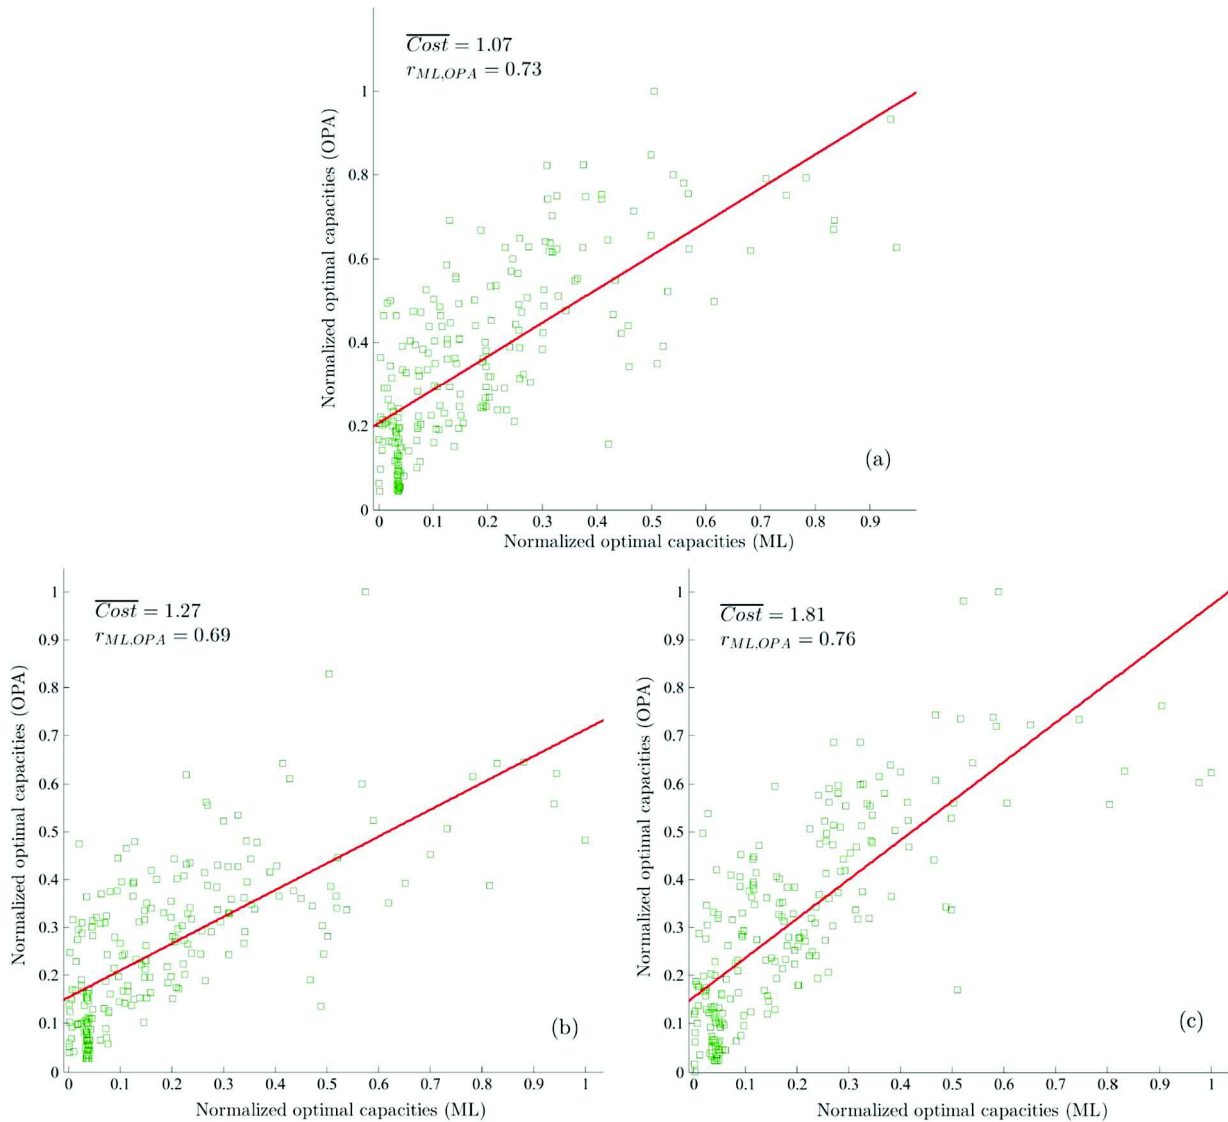 Cost = 1.07
r_ML,OPA = 0.73
1
0.8
0.6
0.4
0.2
0
Normalized optimal capacities (OPA)
(a)
0 0.1 0.2 0.3 0.4 0.5 0.6 0.7 0.8 0.9
Normalized optimal capacities (ML)
Cost = 1.27
r_ML,OPA = 0.69
1
0.9
0.8
0.7
0.6
0.5
0.4
0.3
0.2
0.1
0
Normalized optimal capacities (OPA)
(b)
0 0.1 0.2 0.3 0.4 0.5 0.6 0.7 0.8 0.9 1
Normalized optimal capacities (ML)
Cost = 1.81
r_ML,OPA = 0.76
1
0.9
0.8
0.7
0.6
0.5
0.4
0.3
0.2
0.1
0
Normalized optimal capacities (OPA)
(c)
0 0.1 0.2 0.3 0.4 0.5 0.6 0.7 0.8 0.9 1
Normalized optimal capacities (ML)